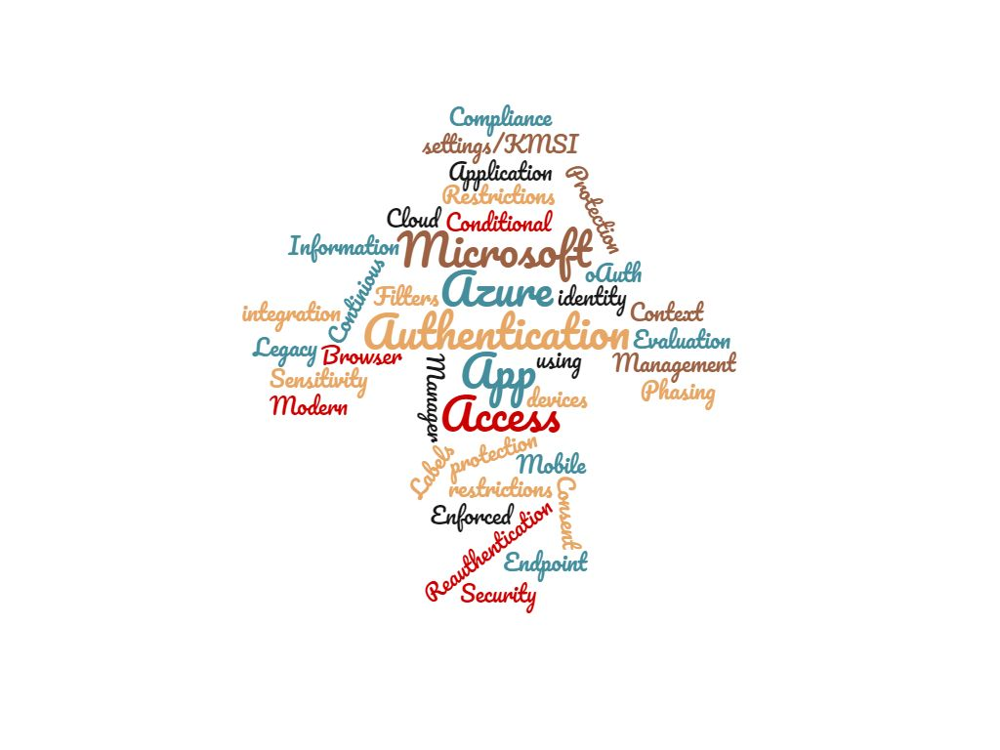 Compliance
settings/KMSI
Application
Protection
Restrictions
Cloud Conditional
Information Microsoft
oAuth
Continious
Filters Azure identity
integration
Context
Authentication
Legacy Browser
Evaluation
Manager
App using
Management
Sensitivity
devices
Phasing
Modern
Access
Labels
protection
Mobile
restrictions
Consent
Enforced
Reauthentication
Endpoint
Security